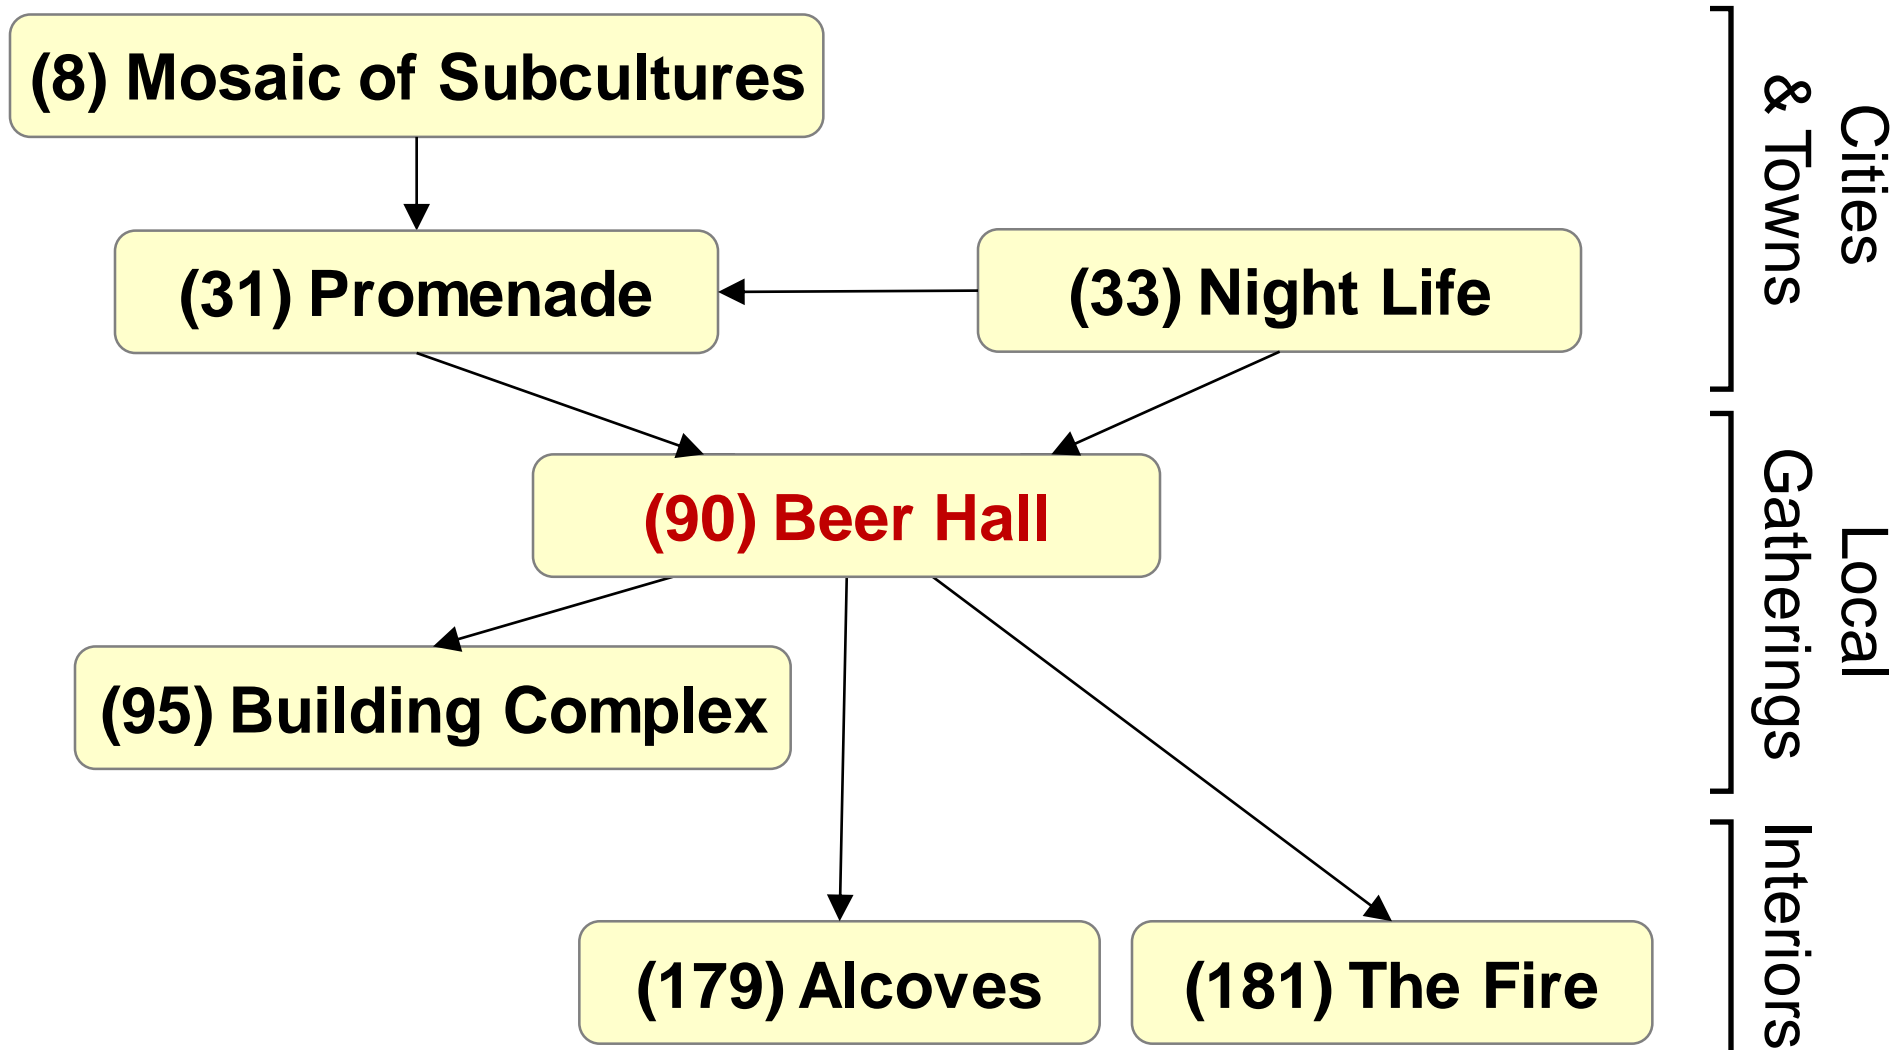 (8) Mosaic of Subcultures
(31) Promenade
(33) Night Life
(90) Beer Hall
(95) Building Complex
(179) Alcoves
(181) The Fire
Cities
& Towns
Local
Gatherings
Interiors